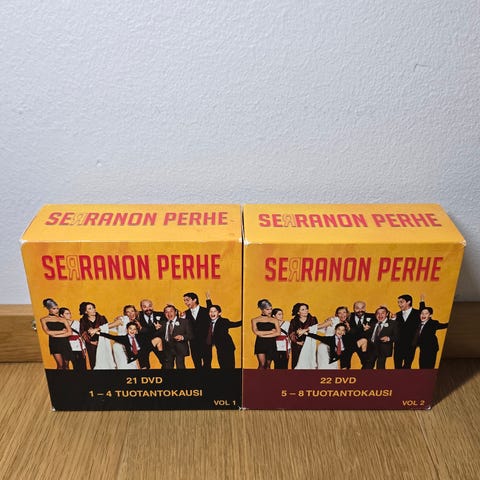 SERRANON PERHE
SERRANON PERHE
21 DVD
1 – 4 TUOTANTOKAUSI
VOL 1
SERRANON PERHE
SERRANON PERHE
22 DVD
5 – 8 TUOTANTOKAUSI
VOL 2